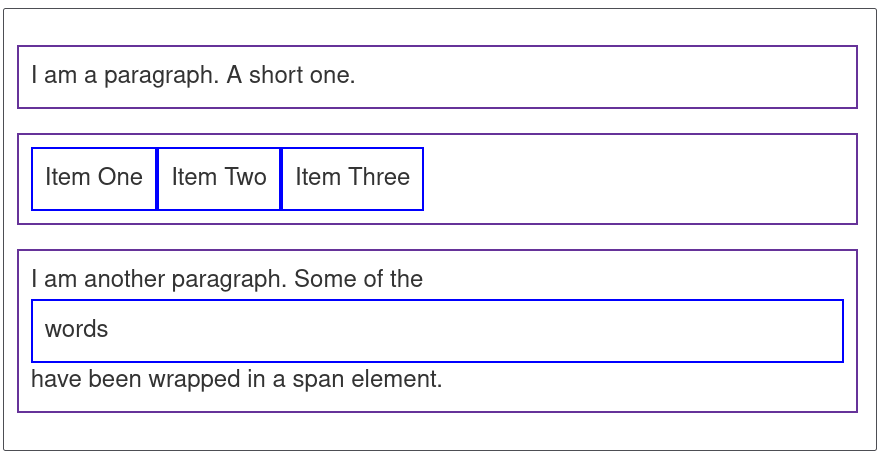 I am a paragraph. A short one.
Item One Item Two Item Three
I am another paragraph. Some of the
words
have been wrapped in a span element.